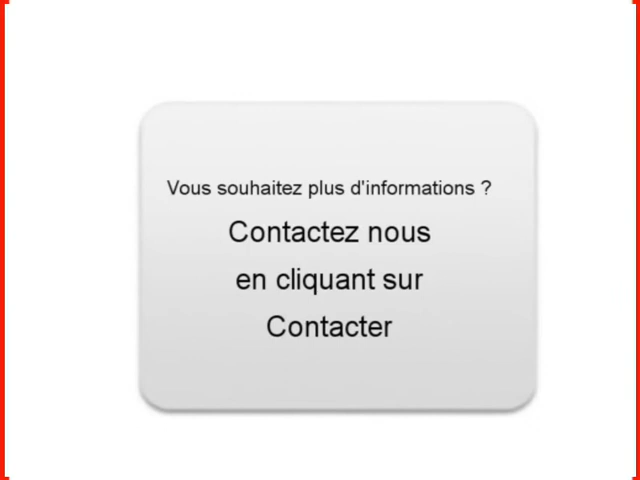 Vous souhaitez plus d'informations ?
Contactez nous
en cliquant sur
Contacter